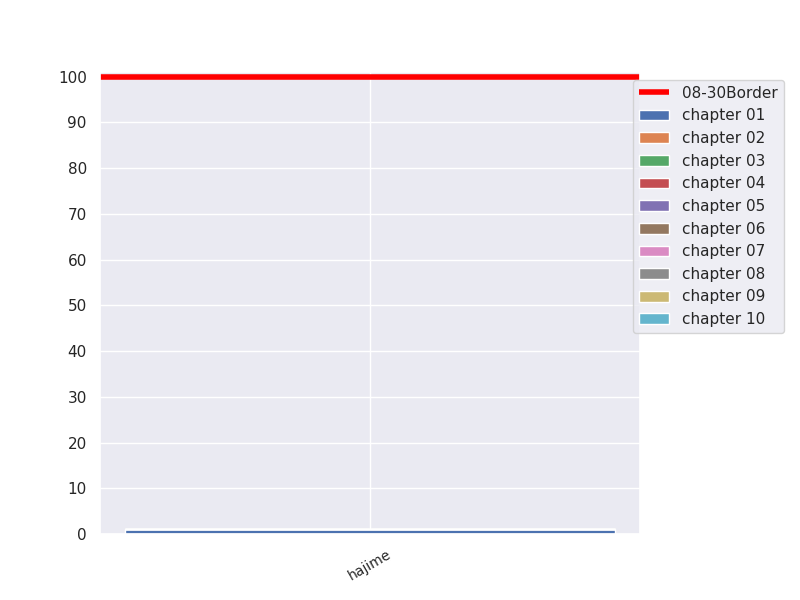 100
90
80
70
60
50
40
30
20
10
0
hajime
08-30Border
chapter 01
chapter 02
chapter 03
chapter 04
chapter 05
chapter 06
chapter 07
chapter 08
chapter 09
chapter 10